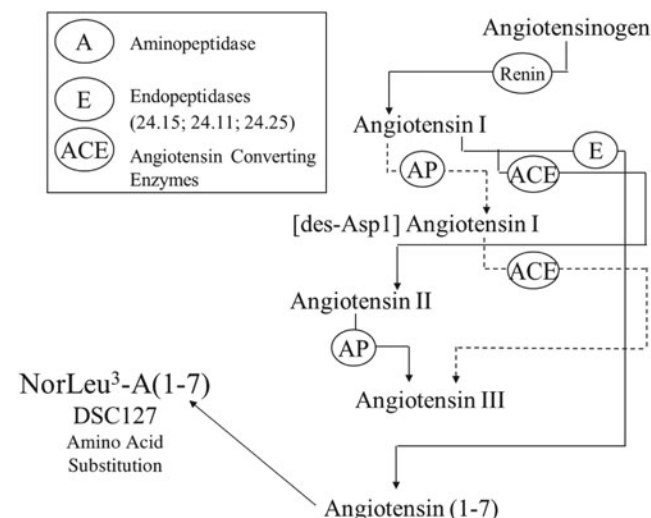 A Aminopeptidase
E Endopeptidases
(24.15; 24.11; 24.25)
ACE Angiotensin Converting
Enzymes
Angiotensinogen
Renin
Angiotensin I
E
AP
ACE
[des-Asp1] Angiotensin I
ACE
Angiotensin II
AP
Angiotensin III
NorLeu³-A(1-7)
DSC127
Amino Acid
Substitution
Angiotensin (1-7)